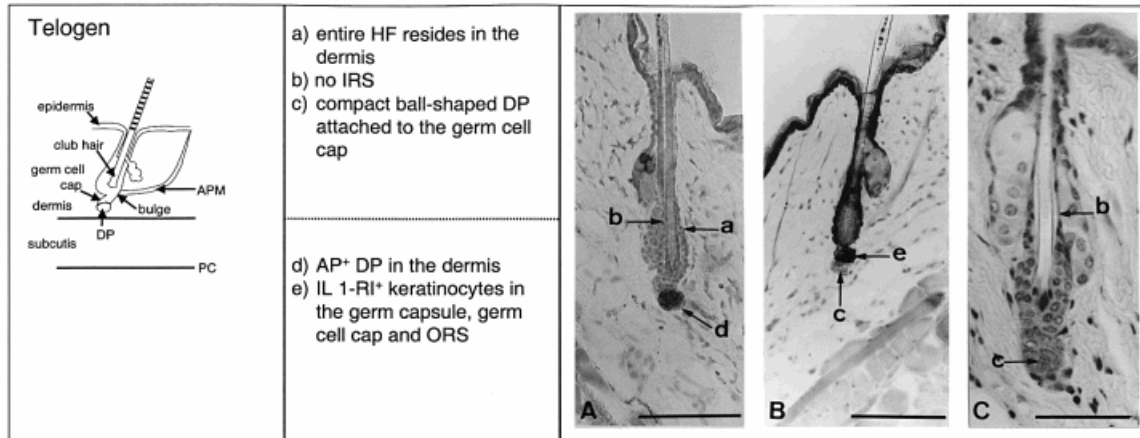 Telogen
epidermis
club hair
germ cell
cap
dermis
DP
bulge
APM
subcutis
PC
a) entire HF resides in the
dermis
b) no IRS
c) compact ball-shaped DP
attached to the germ cell
cap
d) AP+ DP in the dermis
e) IL 1-RI+ keratinocytes in
the germ capsule, germ
cell cap and ORS
b
a
d
A
e
c
B
b
c
C